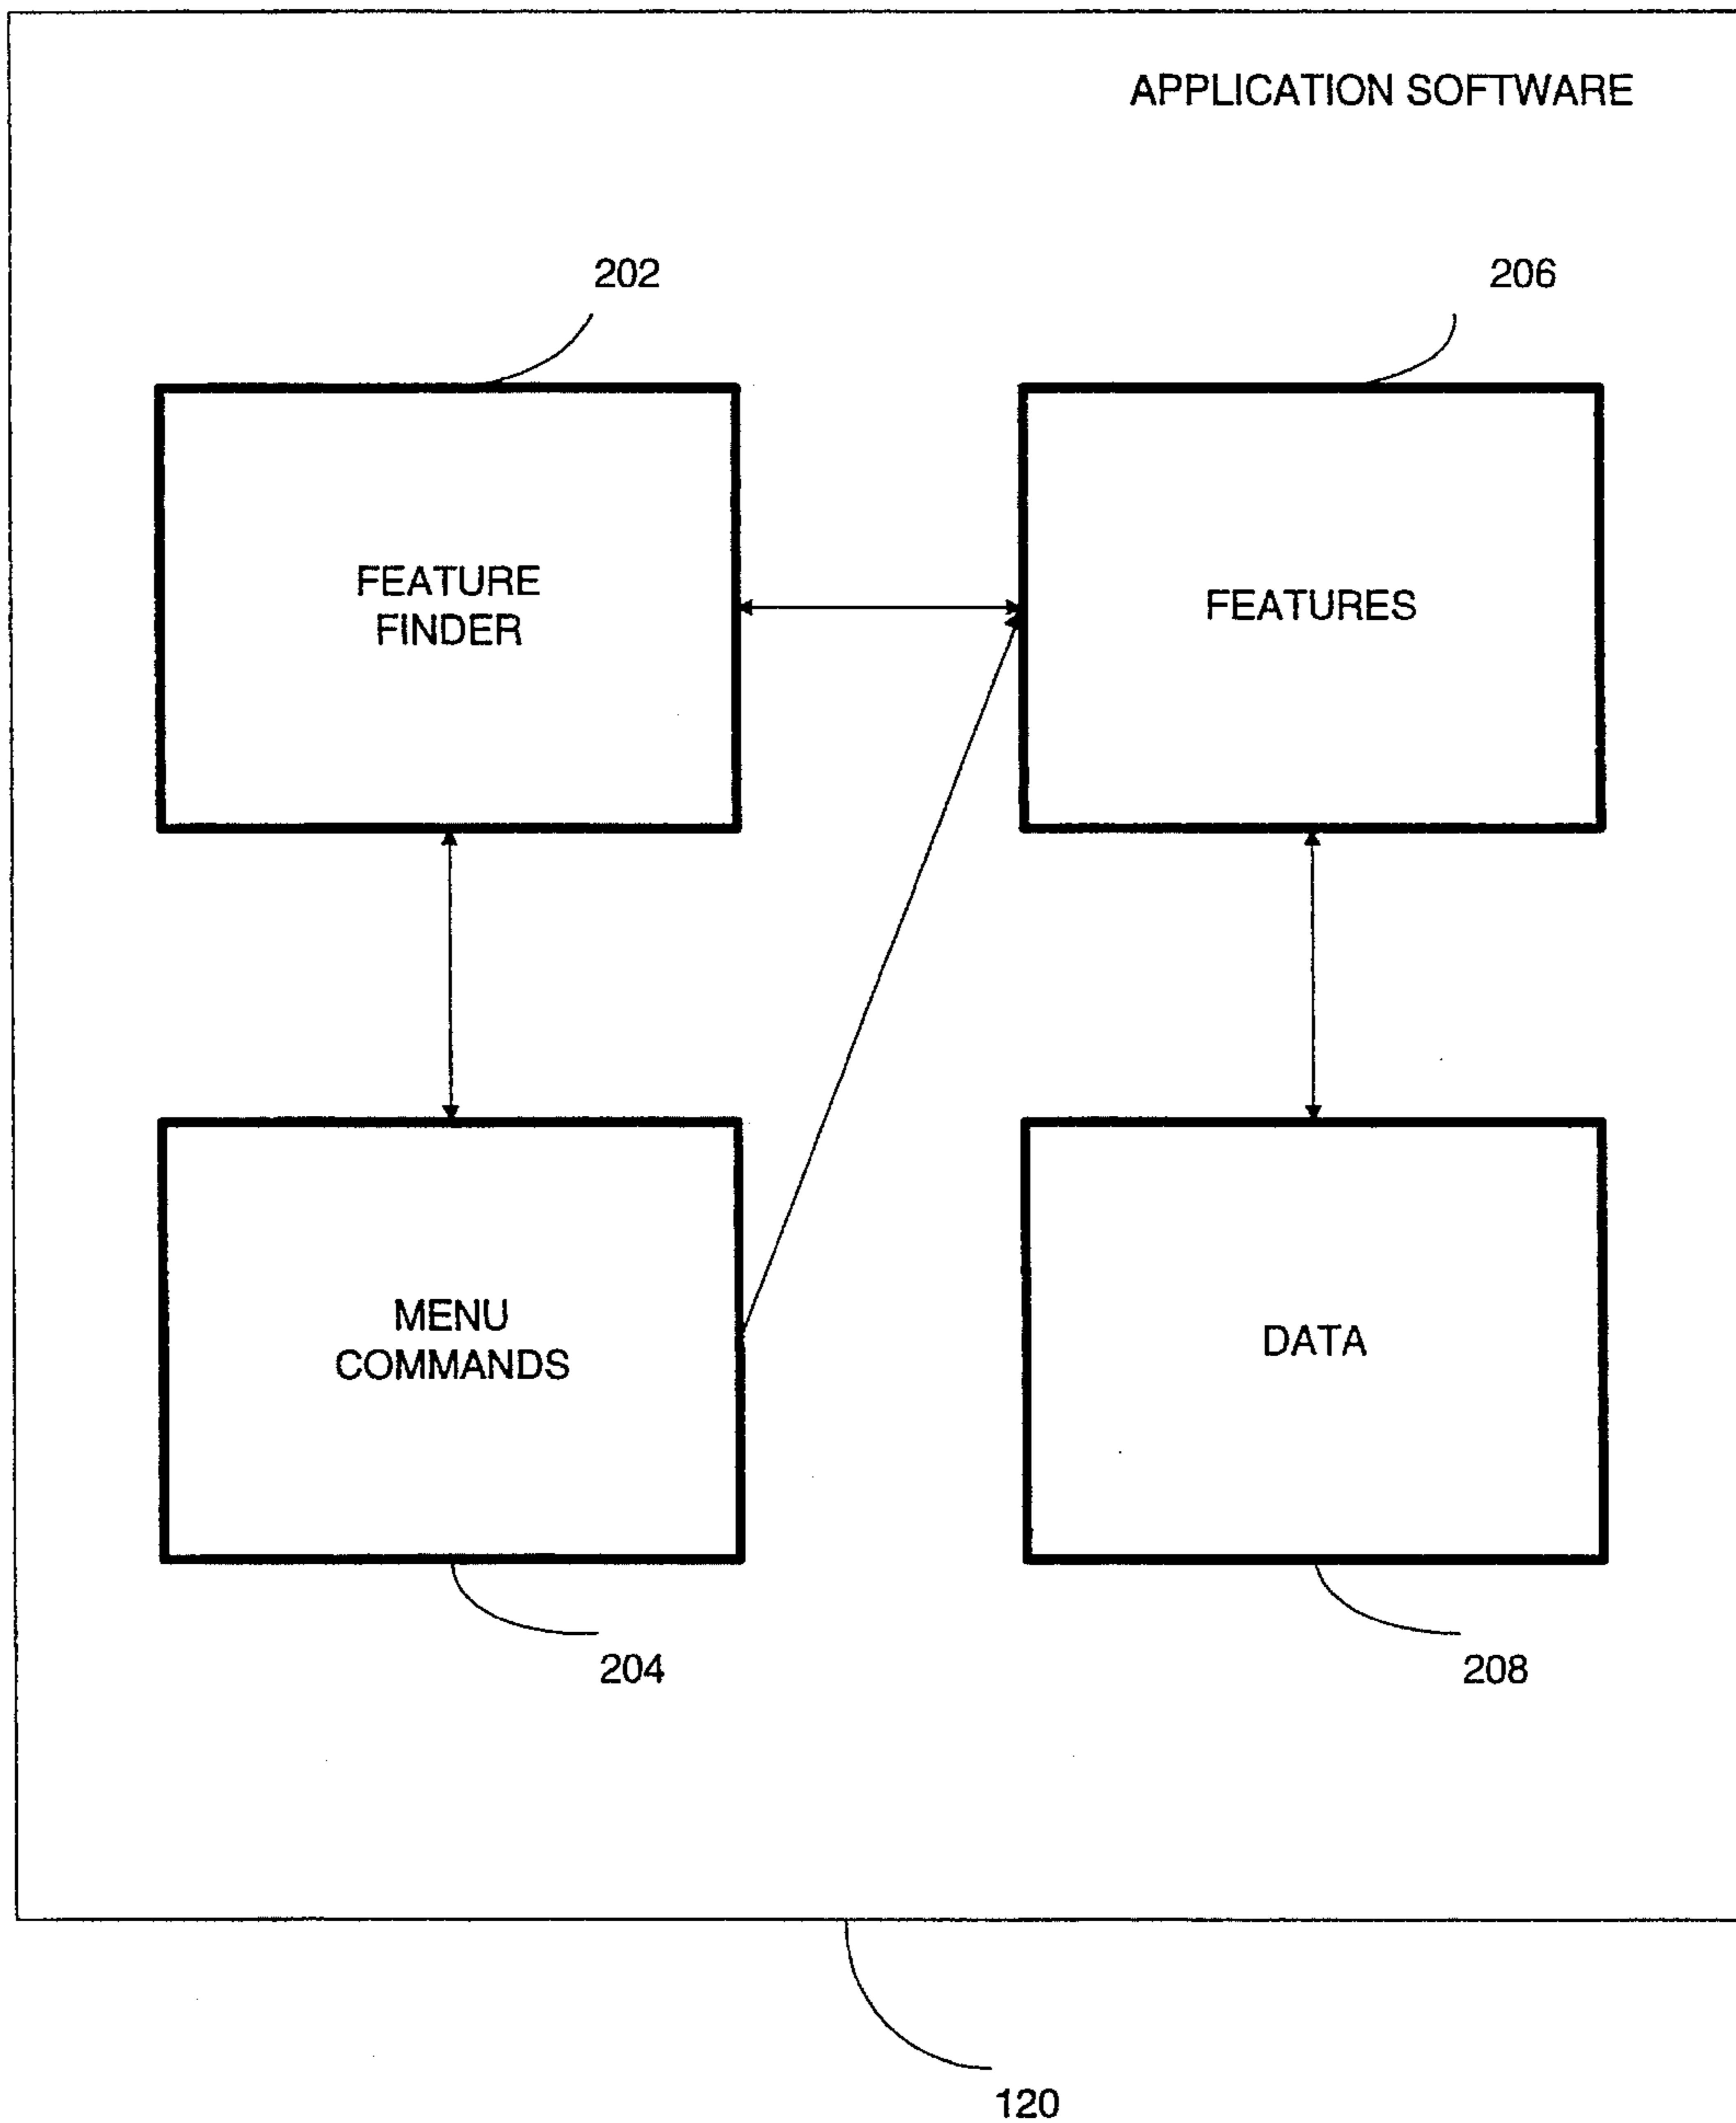 APPLICATION SOFTWARE
202
206
FEATURE
FINDER
FEATURES
MENU
COMMANDS
DATA
204
208
120